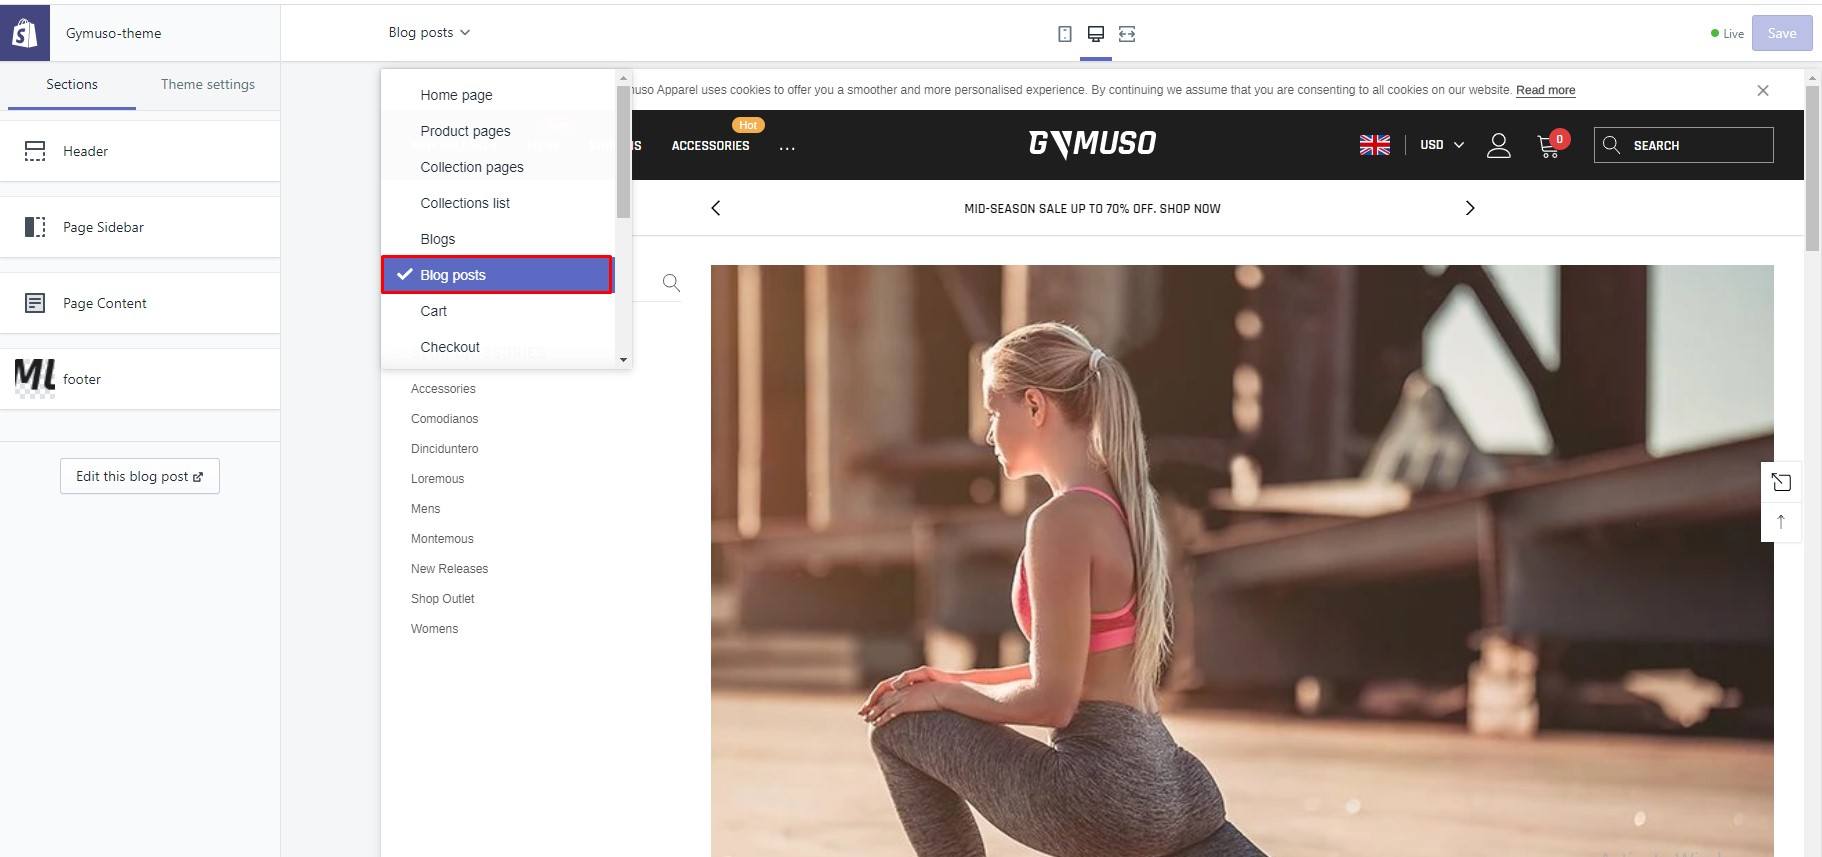 Gymuso-theme
Blog posts
Live
Save
Sections
Theme settings
Header
Page Sidebar
Page Content
footer
Edit this blog post
Home page
Product pages
Collection pages
Collections list
Blogs
Blog posts
Cart
Checkout
muso Apparel uses cookies to offer you a smoother and more personalised experience. By continuing we assume that you are consenting to all cookies on our website. Read more
Hot
ACCESSORIES
...
GYMUSO
USD
0
SEARCH
MID-SEASON SALE UP TO 70% OFF. SHOP NOW
Accessories
Comodianos
Dinciduntero
Loremous
Mens
Montemous
New Releases
Shop Outlet
Womens